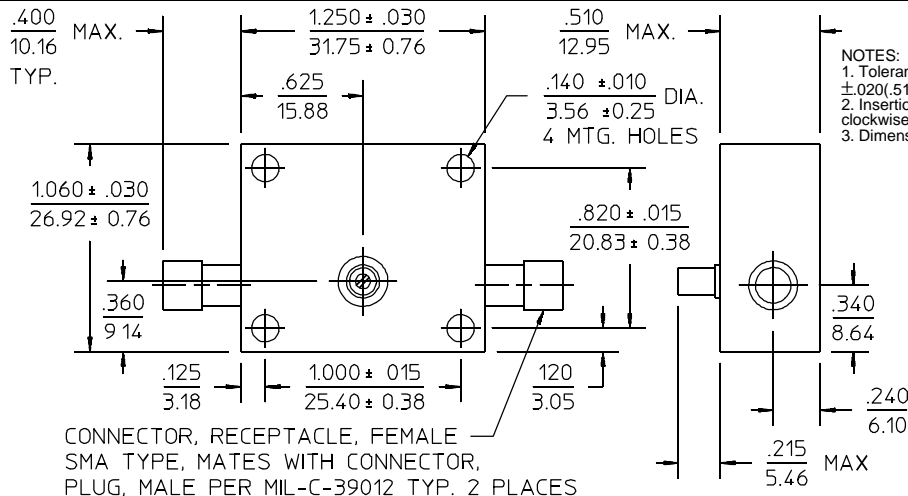 .400
10.16
MAX.
TYP.
1.250 ± .030
31.75 ± 0.76
.625
15.88
.510
12.95
MAX.
.140 ±.010
3.56 ±0.25
DIA.
4 MTG. HOLES
NOTES:
1. Toleran
±.020(.51
2. Insertio
clockwise
3. Dimens
1.060 ± .030
26.92 ± 0.76
.820 ± .015
20.83 ± 0.38
.360
9 14
.340
8.64
.125
3.18
1.000 ± 015
25.40 ± 0.38
120
3.05
.240
6.10
.215
5.46
MAX
CONNECTOR, RECEPTACLE, FEMALE
SMA TYPE, MATES WITH CONNECTOR,
PLUG, MALE PER MIL-C-39012 TYP. 2 PLACES